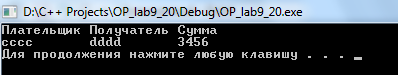 D:\C++ Projects\OP_lab9_20\Debug\OP_lab9_20.exe
Плательщик Получатель Сумма
cccc dddd 3456
Для продолжения нажмите любую клавишу . . .